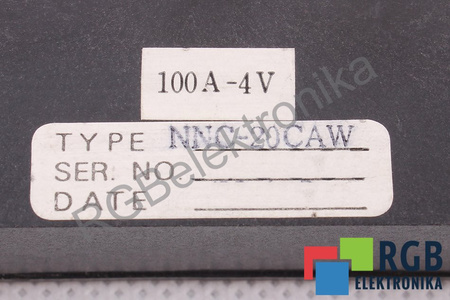 100A-4V
TYPE NNC-20CAW
SER. NO.
DATE
RGBelektronika
RGB
ELEKTRONIKA